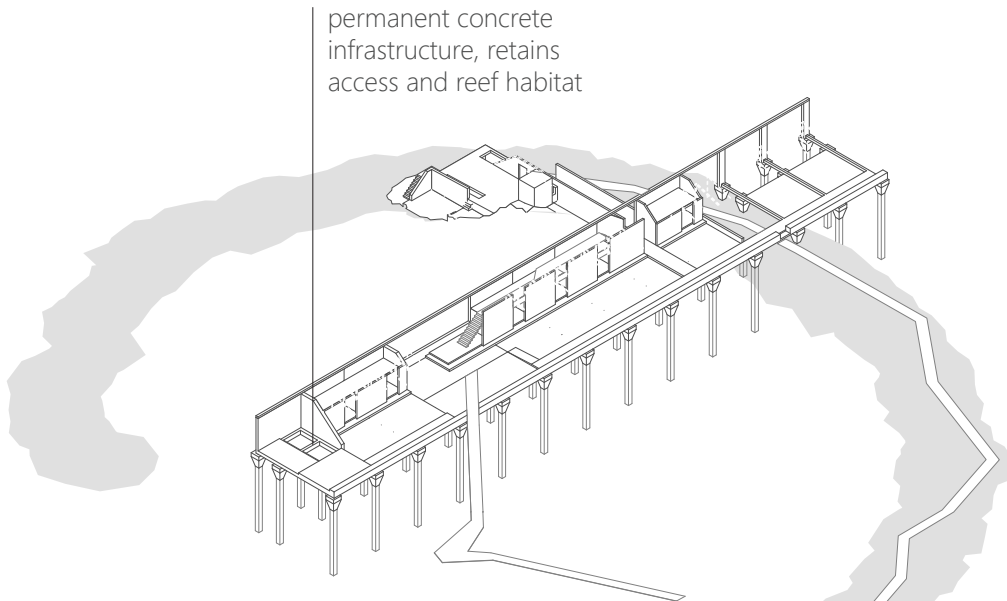 permanent concrete
infrastructure, retains
access and reef habitat